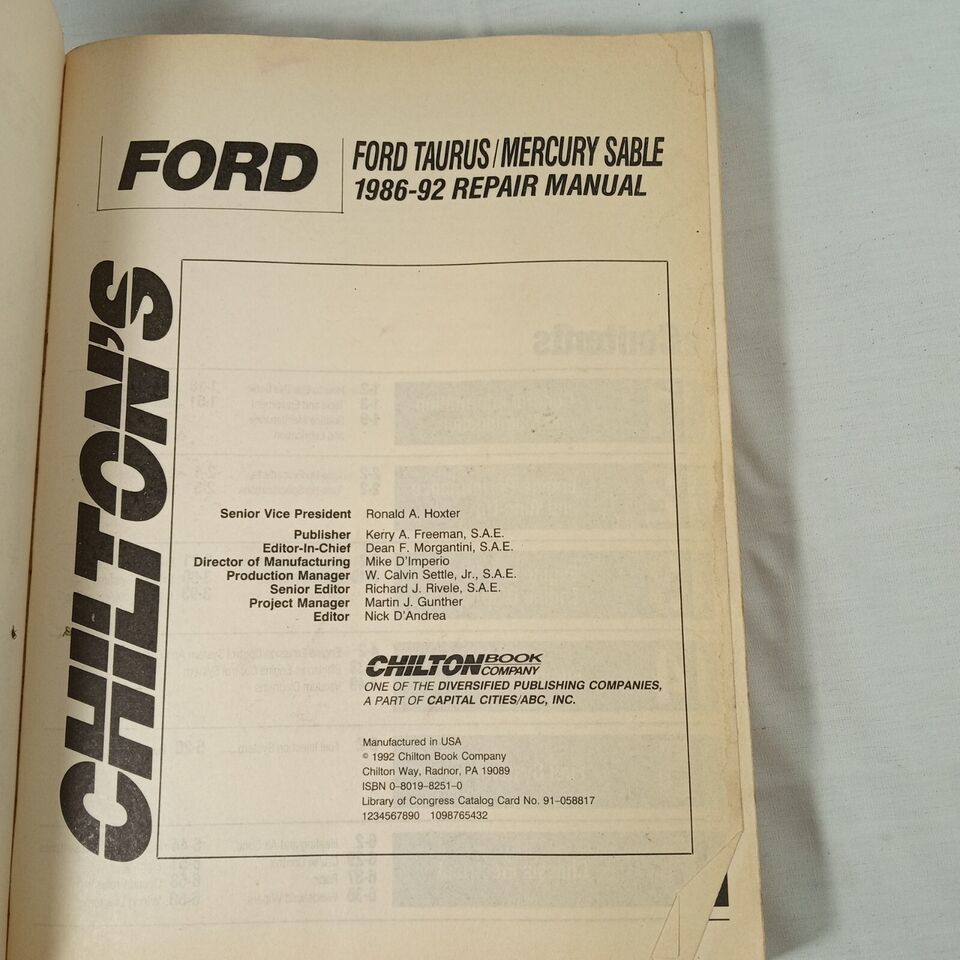 FORD
FORD TAURUS/MERCURY SABLE
1986-92 REPAIR MANUAL
CHILTON'S
Senior Vice President Ronald A. Hoxter
Publisher Kerry A. Freeman, S.A.E.
Editor-In-Chief Dean F. Morgantini, S.A.E.
Director of Manufacturing Mike D'Imperio
Production Manager W. Calvin Settle, Jr., S.A.E.
Senior Editor Richard J. Rivele, S.A.E.
Project Manager Martin J. Gunther
Editor Nick D'Andrea
CHILTON BOOK COMPANY
ONE OF THE DIVERSIFIED PUBLISHING COMPANIES,
A PART OF CAPITAL CITIES/ABC, INC.
Manufactured in USA
© 1992 Chilton Book Company
Chilton Way, Radnor, PA 19089
ISBN 0-8019-8251-0
Library of Congress Catalog Card No. 91-058817
1234567890 1098765432